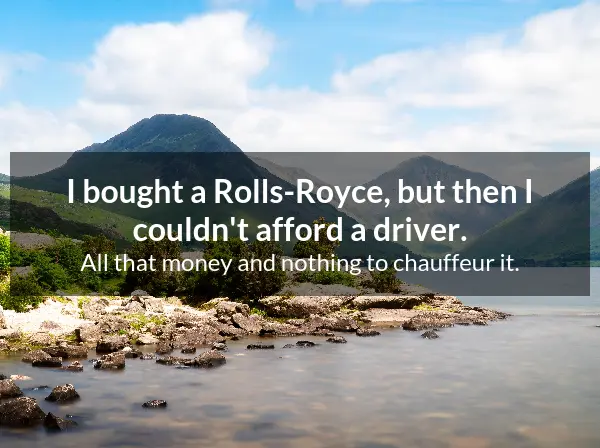 I bought a Rolls-Royce, but then I
couldn't afford a driver.
All that money and nothing to chauffeur it.